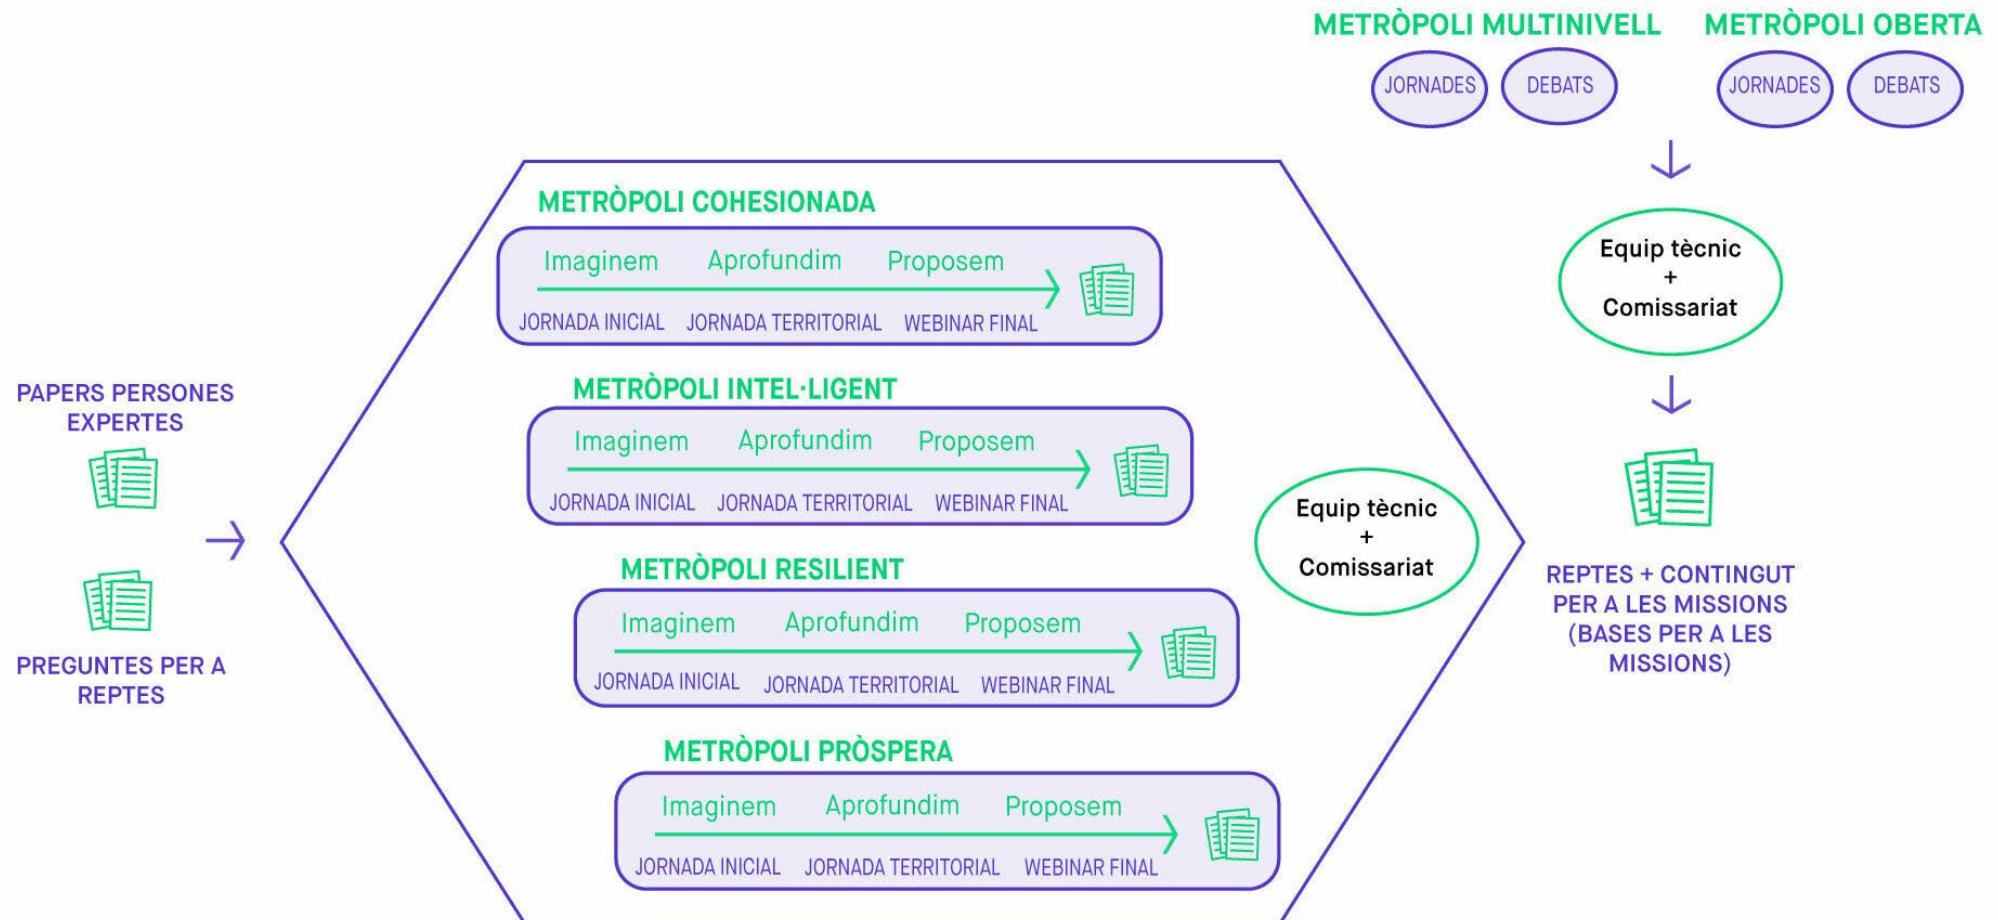 METRÒPOLI MULTINIVELL
METRÒPOLI OBERTA
JORNADES
DEBATS
JORNADES
DEBATS
Equip tècnic
+
Comissariat
PAPERS PERSONES
EXPERTES
PREGUNTES PER A
REPTES
METRÒPOLI COHESIONADA
Imaginem Aprofundim Proposem
JORNADA INICIAL JORNADA TERRITORIAL WEBINAR FINAL
METRÒPOLI INTEL·LIGENT
Imaginem Aprofundim Proposem
JORNADA INICIAL JORNADA TERRITORIAL WEBINAR FINAL
METRÒPOLI RESILIENT
Imaginem Aprofundim Proposem
JORNADA INICIAL JORNADA TERRITORIAL WEBINAR FINAL
METRÒPOLI PRÒSPERA
Imaginem Aprofundim Proposem
JORNADA INICIAL JORNADA TERRITORIAL WEBINAR FINAL
Equip tècnic
+
Comissariat
REPTES + CONTINGUT
PER A LES MISSIONS
(BASES PER A LES
MISSIONS)